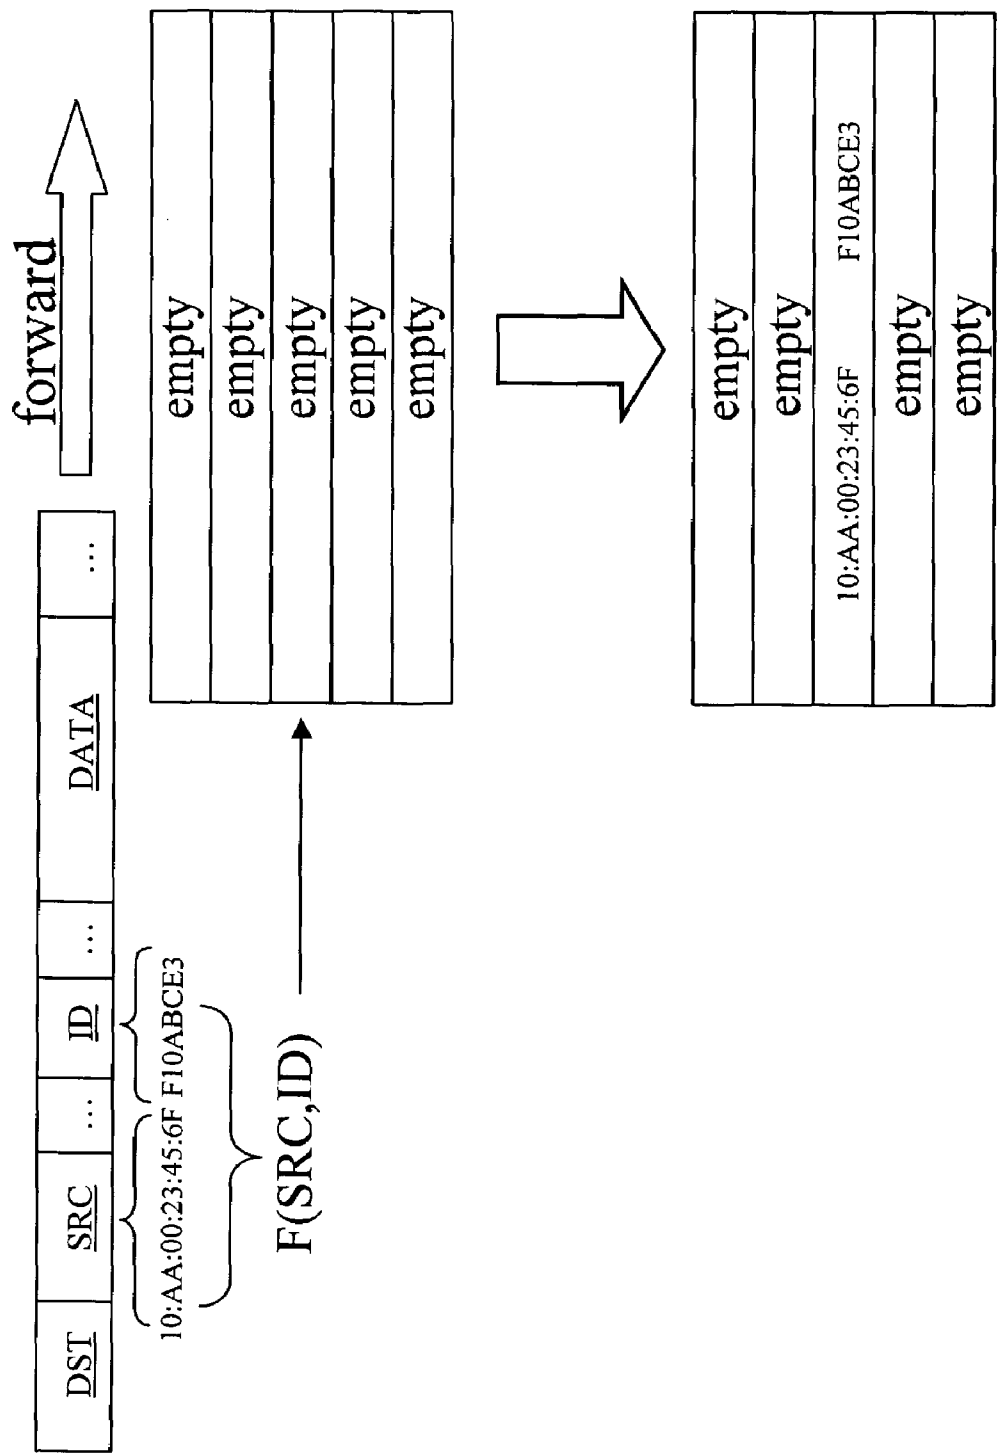 DST SRC ... ID ... DATA ...
forward
10:AA:00:23:45:6F F10ABCE3
F(SRC,ID)
empty
empty
empty
empty
empty
empty
empty
10:AA:00:23:45:6F F10ABCE3
empty
empty